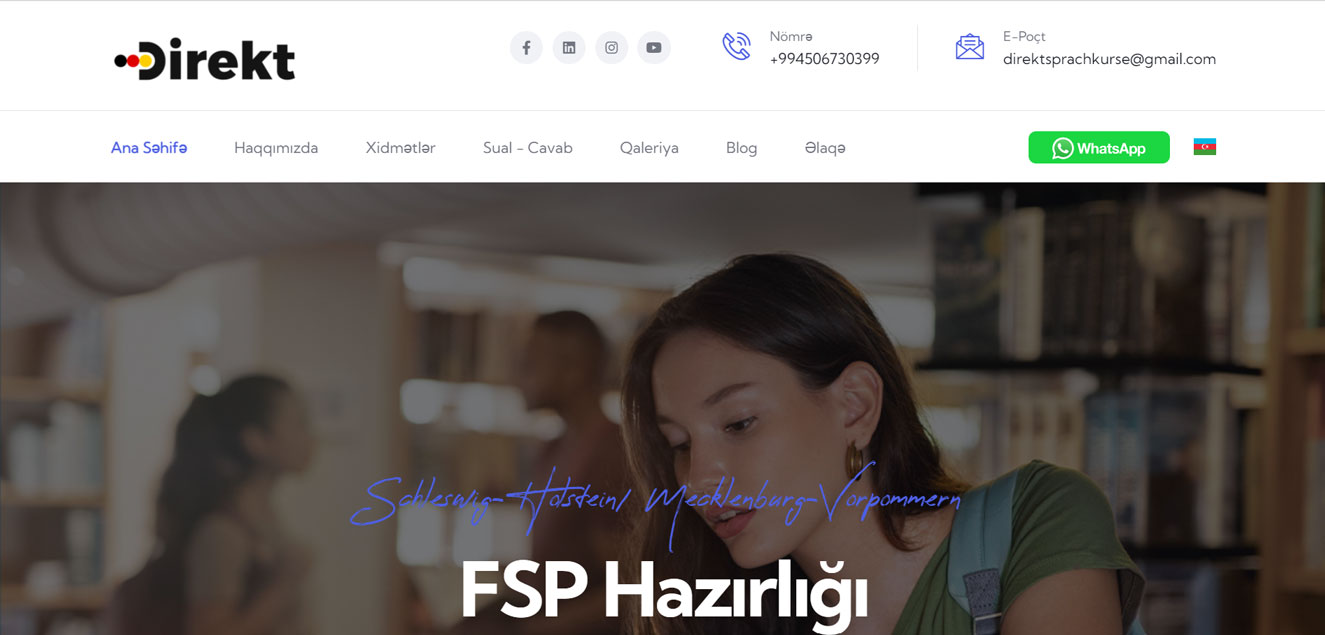 Direkt
Nömrə
+994506730399
E-Poçt
direktsprachkurse@gmail.com
Ana Səhifə
Haqqımızda
Xidmətlər
Sual - Cavab
Qaleriya
Blog
Əlaqə
WhatsApp
Schleswig-Holstein/ Mecklenburg-Vorpommern
FSP Hazırlığı